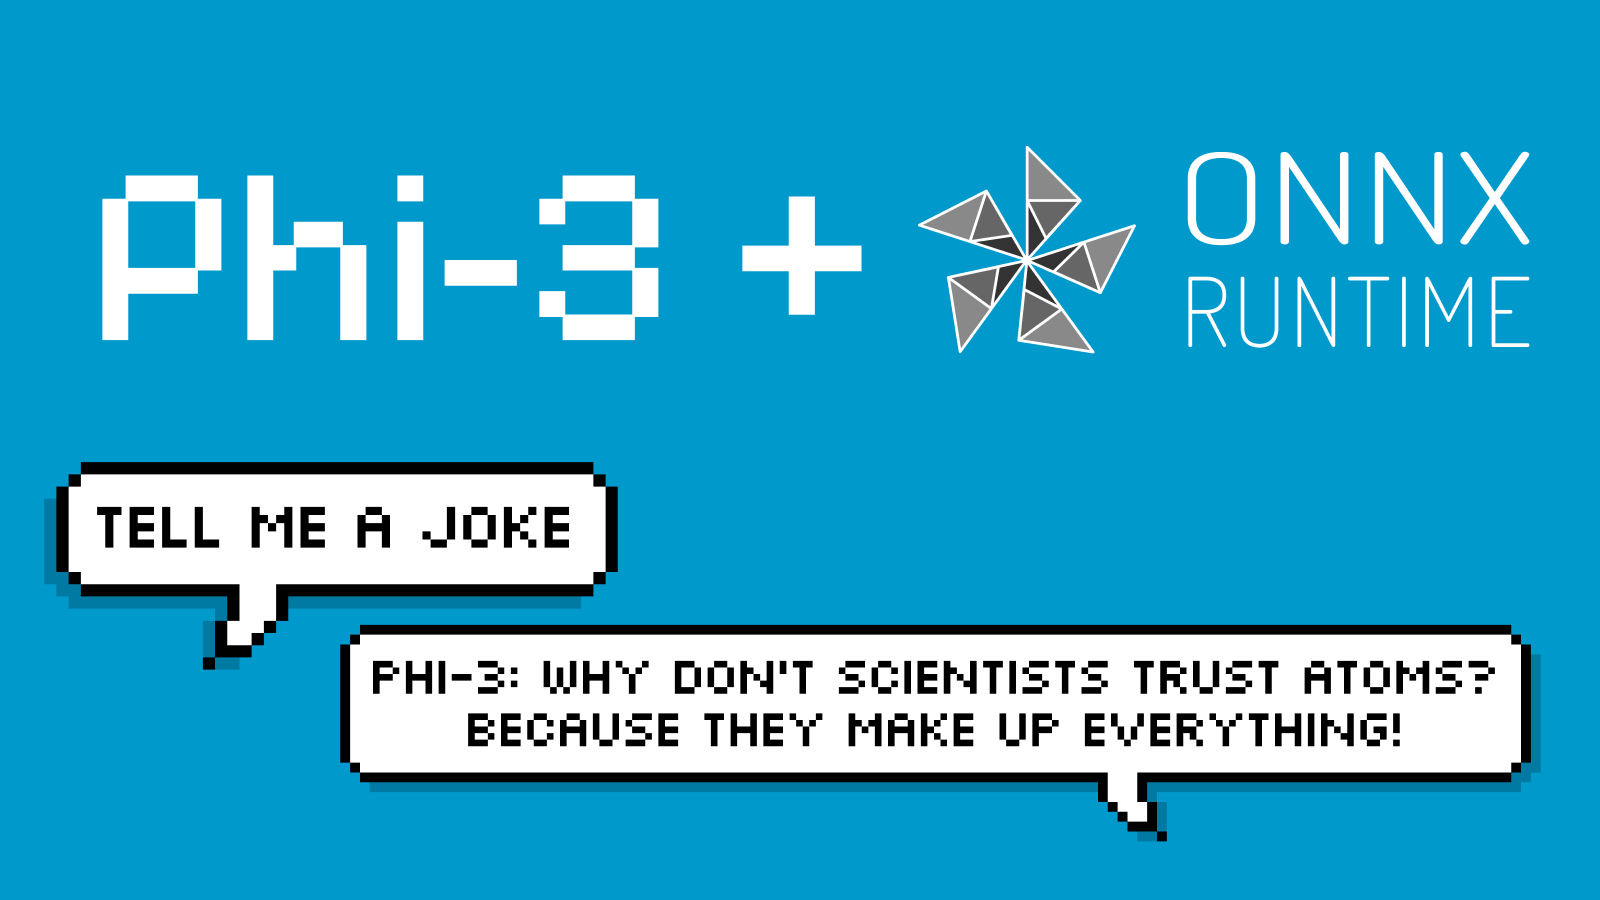 Phi-3 +
ONNX
RUNTIME
TELL ME A JOKE
PHI-3: WHY DON'T SCIENTISTS TRUST ATOMS?
BECAUSE THEY MAKE UP EVERYTHING!